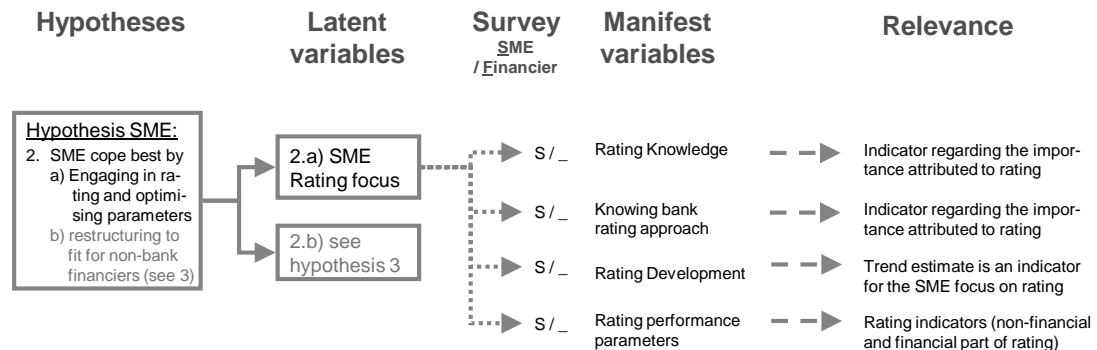 Hypotheses
Latent
variables
Survey
SME
/ Financier
Manifest
variables
Relevance
Hypothesis SME:
2. SME cope best by
a) Engaging in ra-
ting and optimi-
sing parameters
b) restructuring to
fit for non-bank
financiers (see 3)
2.a) SME
Rating focus
2.b) see
hypothesis 3
S / _
Rating Knowledge
Indicator regarding the impor-
tance attributed to rating
S / _
Knowing bank
rating approach
Indicator regarding the impor-
tance attributed to rating
S / _
Rating Development
Trend estimate is an indicator
for the SME focus on rating
S / _
Rating performance
parameters
Rating indicators (non-financial
and financial part of rating)